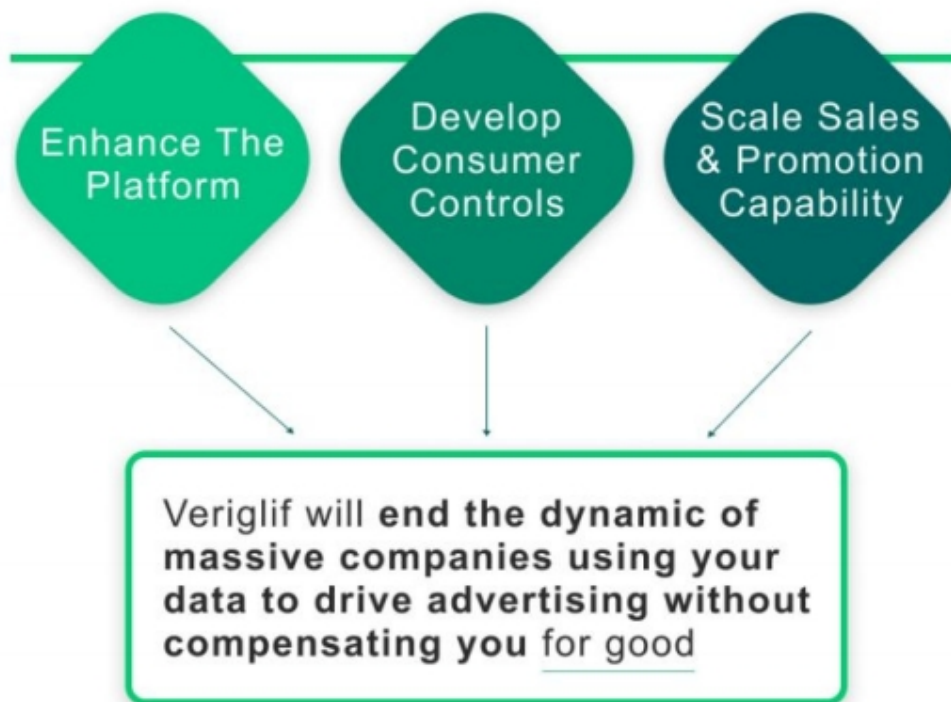 Enhance The
Platform
Develop
Consumer
Controls
Scale Sales
& Promotion
Capability
Veriglif will end the dynamic of
massive companies using your
data to drive advertising without
compensating you for good